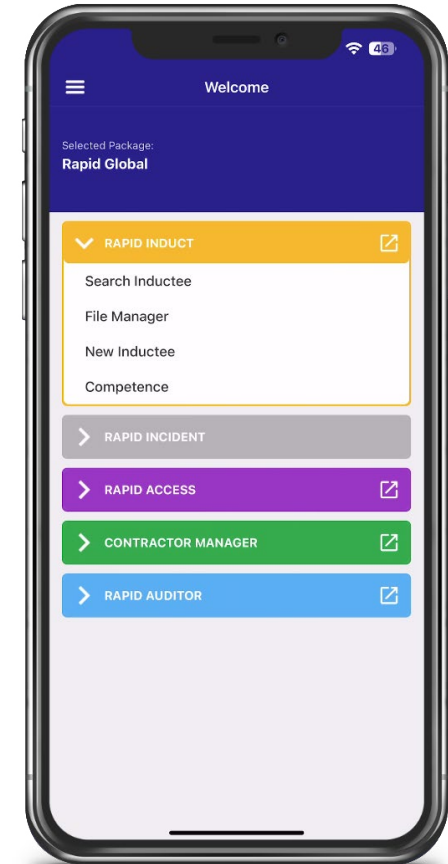 46
Welcome
Selected Package:
Rapid Global
RAPID INDUCT
Search Inductee
File Manager
New Inductee
Competence
RAPID INCIDENT
RAPID ACCESS
CONTRACTOR MANAGER
RAPID AUDITOR